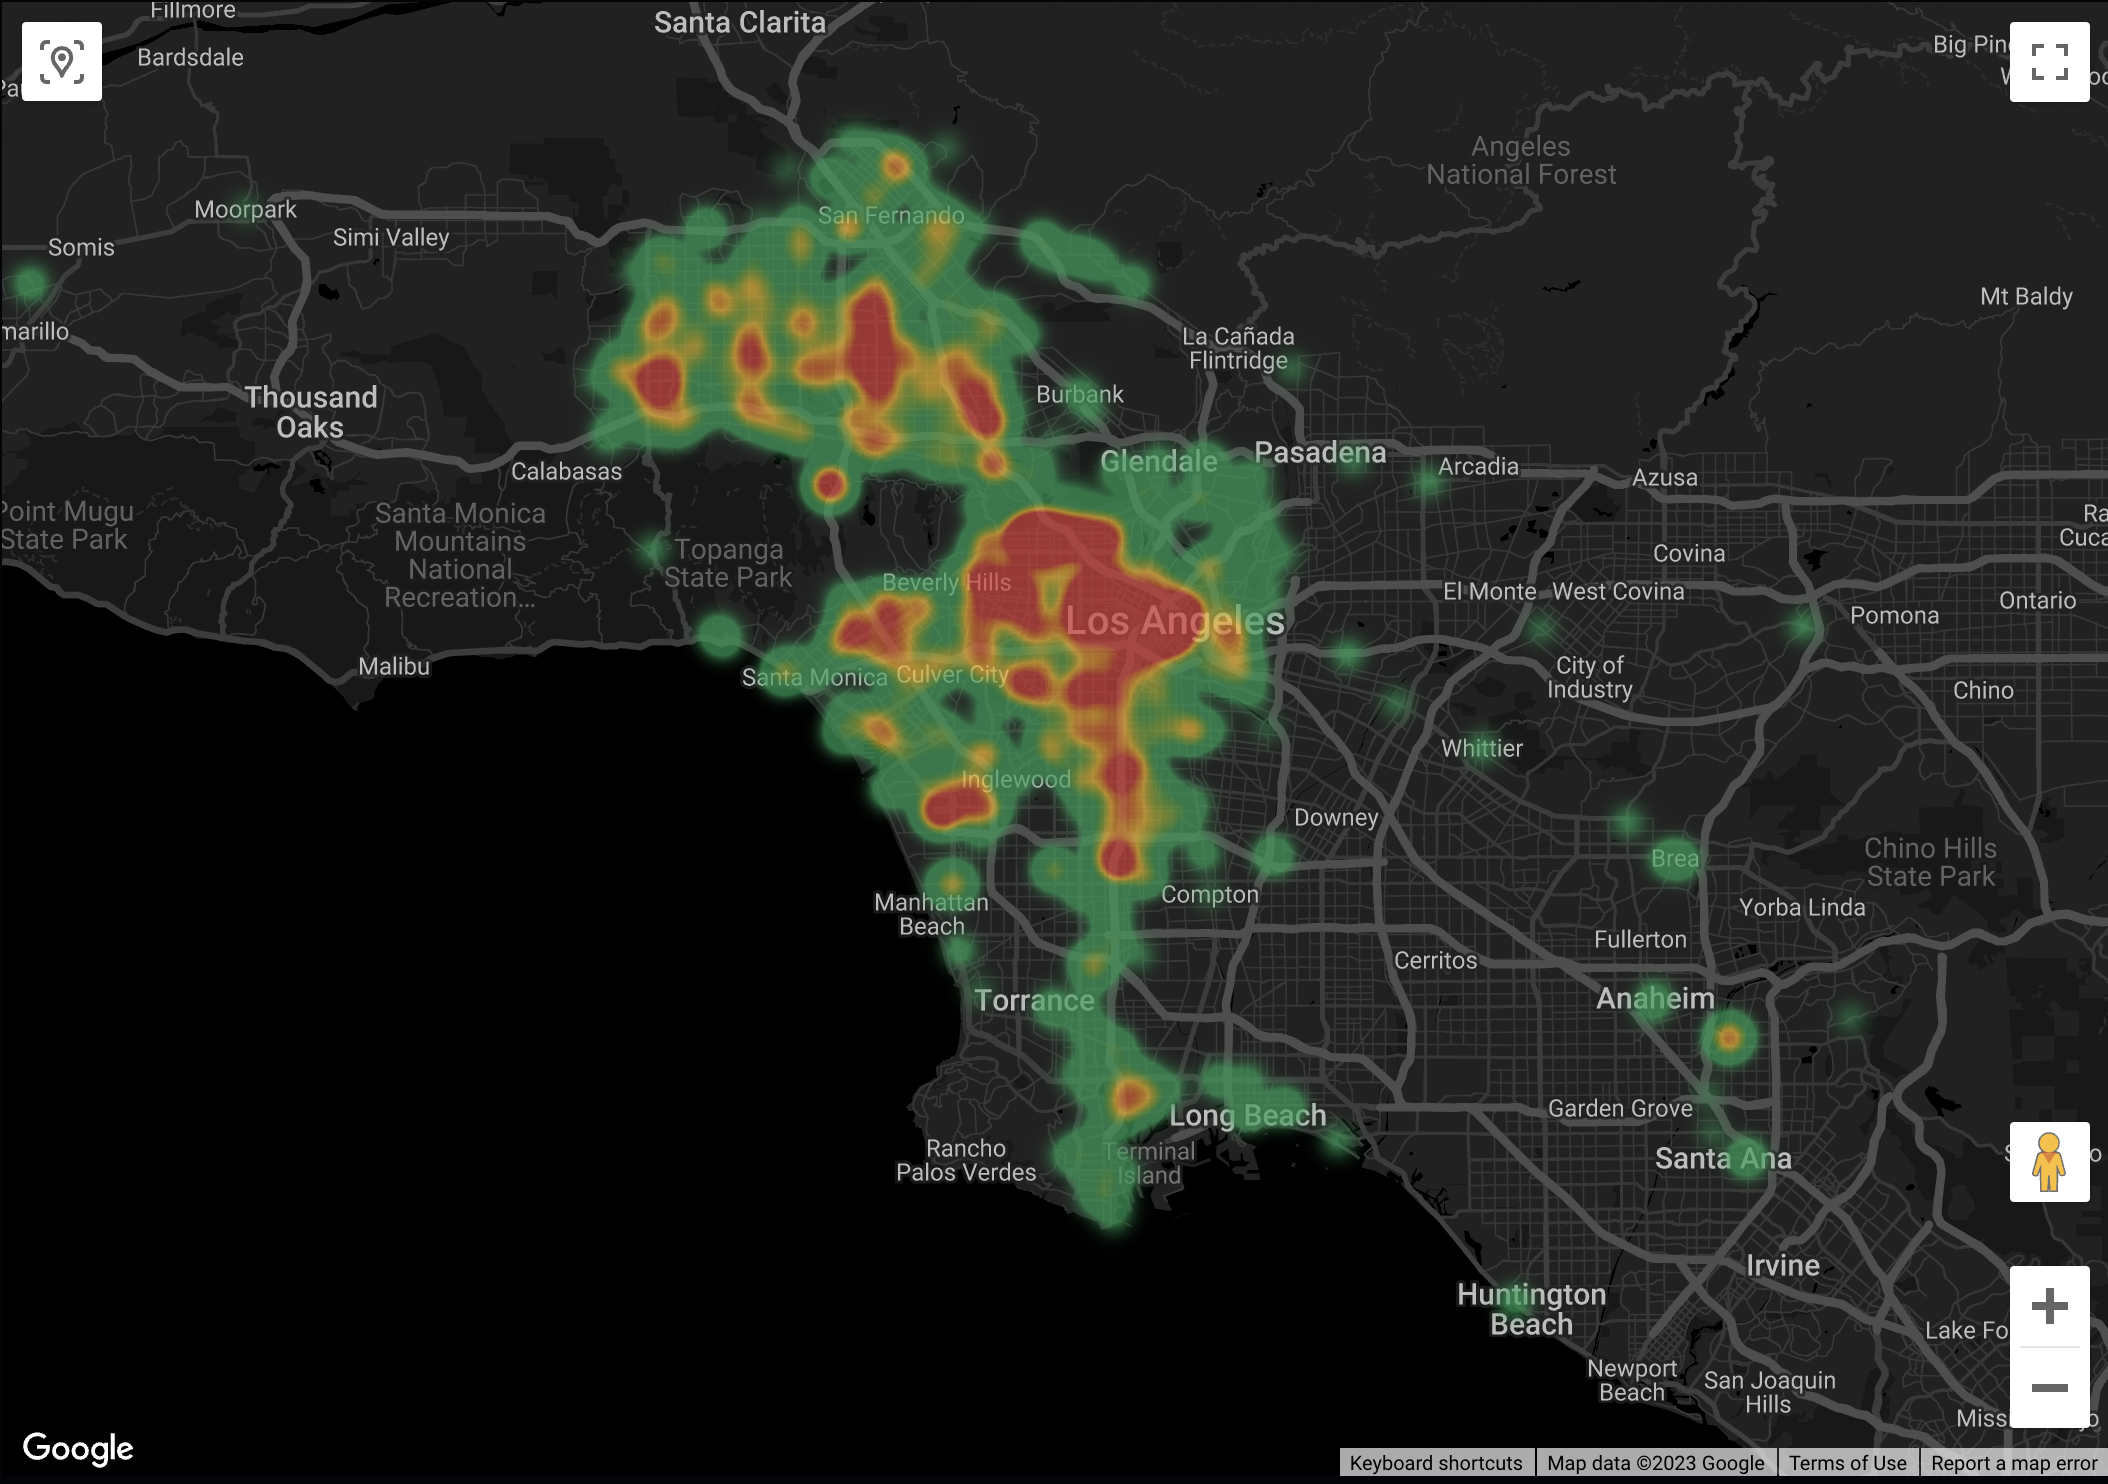 Fillmore
Santa Clarita
Bardsdale
Big Pin
Angeles
National Forest
San Fernando
Moorpark
Simi Valley
Somis
Mt Baldy
marillo
La Cañada
Flintridge
Burbank
Thousand
Oaks
Glendale
Pasadena
Arcadia
Azusa
Calabasas
Point Mugu
State Park
Santa Monica
Mountains
National
Recreation...
Topanga
State Park
Ra
Cuca
Covina
Beverly Hills
El Monte
West Covina
Ontario
Pomona
Los Angeles
Malibu
Santa Monica
Culver City
City of
Industry
Chino
Whittier
Inglewood
Downey
Brea
Chino Hills
State Park
Compton
Manhattan
Beach
Yorba Linda
Fullerton
Cerritos
Torrance
Anaheim
Long Beach
Garden Grove
Rancho
Palos Verdes
Terminal
Island
Santa Ana
Irvine
Huntington
Beach
Lake Fo
Newport
Beach
San Joaquin
Hills
Missi
Google
Keyboard shortcuts
Map data ©2023 Google
Terms of Use
Report a map error